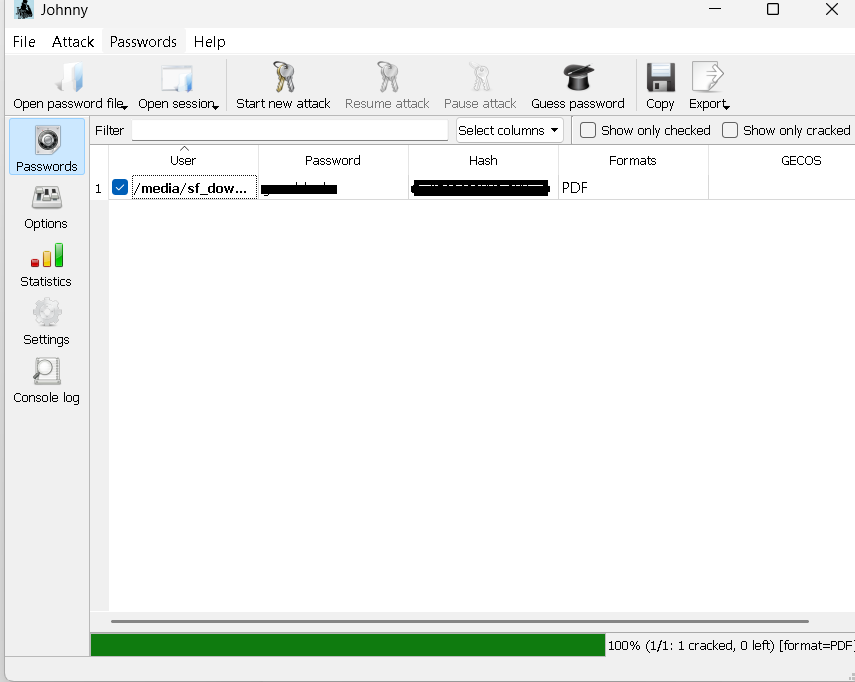 Johnny
File Attack Passwords Help
Open password file Open session Start new attack Resume attack Pause attack Guess password Copy Export
Filter Select columns Show only checked Show only cracked
Passwords
User Password Hash Formats GECOS
1 /media/sf_dow... PDF
Options
Statistics
Settings
Console log
100% (1/1: 1 cracked, 0 left) [format=PDF]